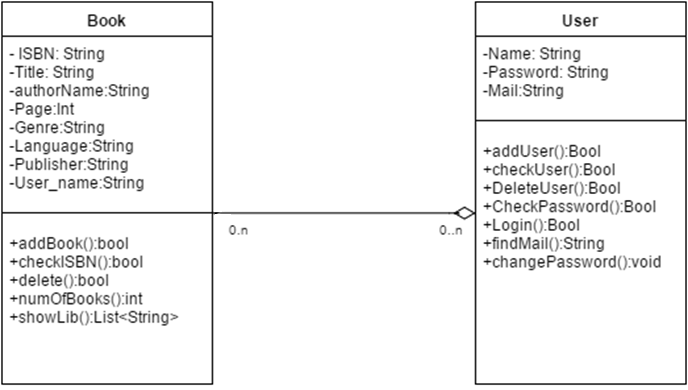 Book
- ISBN: String
-Title: String
-authorName:String
-Page:Int
-Genre:String
-Language:String
-Publisher:String
-User_name:String
+addBook():bool
+checkISBN():bool
+delete():bool
+numOfBooks():int
+showLib():List<String>
0.n
0..n
User
-Name: String
-Password: String
-Mail:String
+addUser():Bool
+checkUser():Bool
+DeleteUser():Bool
+CheckPassword():Bool
+Login():Bool
+findMail():String
+changePassword():void